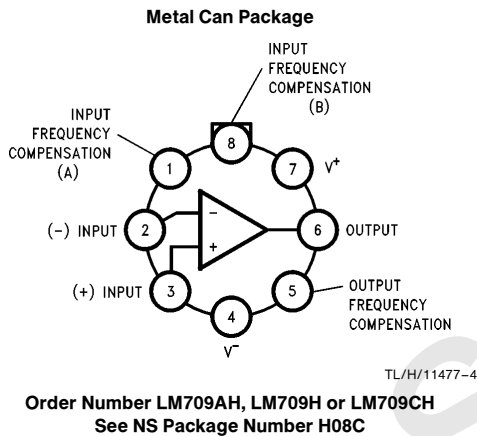 Metal Can Package
INPUT
FREQUENCY
COMPENSATION
(B)
INPUT
FREQUENCY
COMPENSATION
(A)
8
1
7
V+
(-) INPUT
2
-
6
OUTPUT
+
(+) INPUT
3
5
OUTPUT
FREQUENCY
COMPENSATION
4
V-
TL/H/11477-4
Order Number LM709AH, LM709H or LM709CH
See NS Package Number H08C